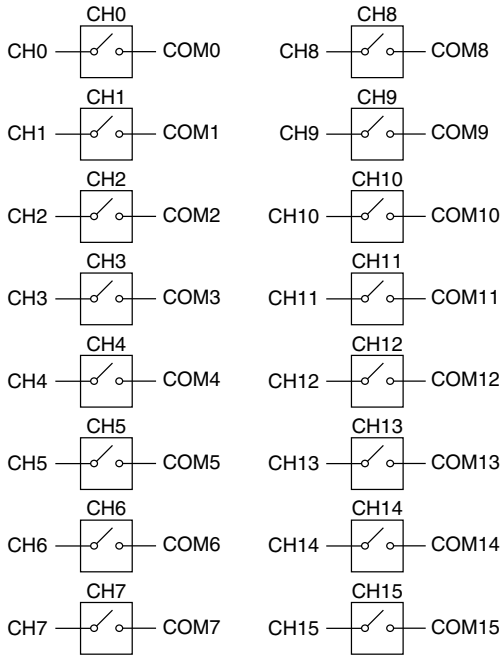 CH0
CH0 COM0
CH1
CH1 COM1
CH2
CH2 COM2
CH3
CH3 COM3
CH4
CH4 COM4
CH5
CH5 COM5
CH6
CH6 COM6
CH7
CH7 COM7
CH8
CH8 COM8
CH9
CH9 COM9
CH10
CH10 COM10
CH11
CH11 COM11
CH12
CH12 COM12
CH13
CH13 COM13
CH14
CH14 COM14
CH15
CH15 COM15